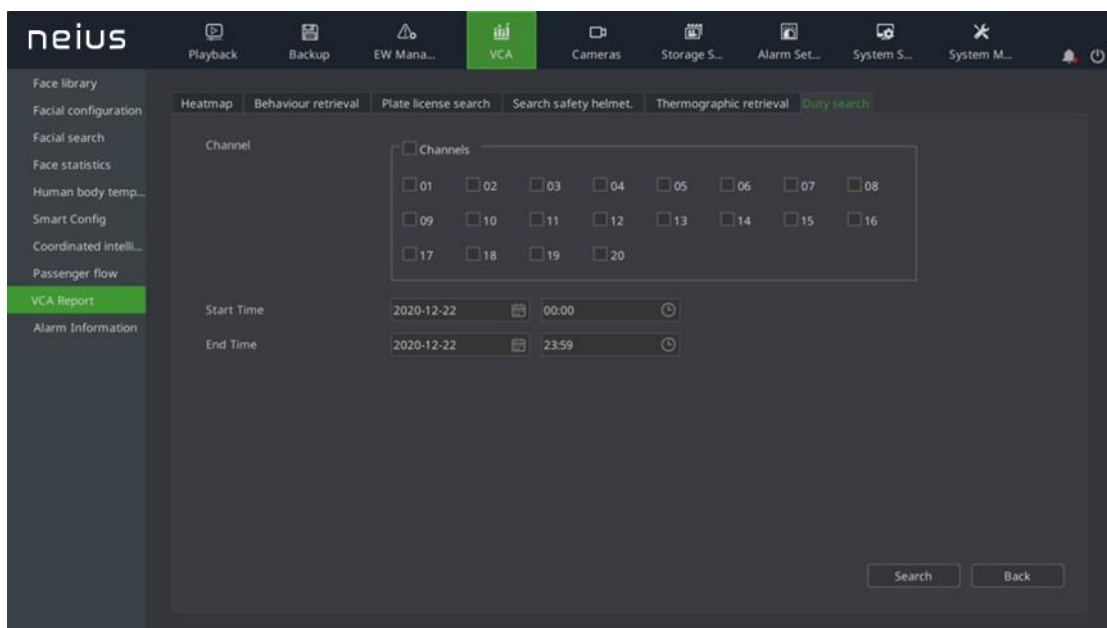 neius
Playback Backup EW Mana... VCA Cameras Storage S... Alarm Set... System S... System M...
Face library
Facial configuration
Facial search
Face statistics
Human body temp...
Smart Config
Coordinated intelli...
Passenger flow
VCA Report
Alarm Information
Heatmap Behaviour retrieval Plate license search Search safety helmet. Thermographic retrieval Duty search
Channel
Channels
01 02 03 04 05 06 07 08
09 10 11 12 13 14 15 16
17 18 19 20
Start Time 2020-12-22 00:00
End Time 2020-12-22 23:59
Search Back